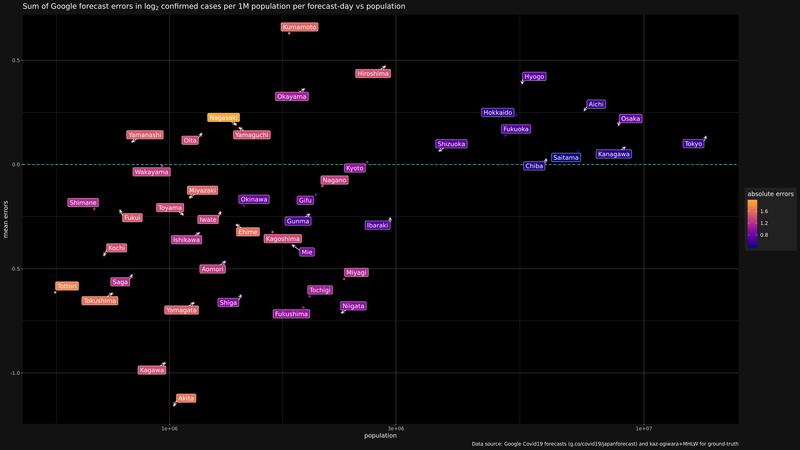 Sum of Google forecast errors in log2 confirmed cases per 1M population per forecast-day vs population
Kumamoto
0.5
Hiroshima
Hyogo
Okayama
Aichi
Hokkaido
Nagasaki
Osaka
Fukuoka
Yamanashi
Yamaguchi
Oita
Shizuoka
Tokyo
Kanagawa
Saitama
0.0
Chiba
Kyoto
Wakayama
Nagano
absolute errors
Miyazaki
1.6
Okinawa
Gifu
Shimane
Toyama
1.2
mean errors
Fukui
Iwate
Gunma
Ibaraki
0.8
Ehime
Ishikawa
Kagoshima
Kochi
Mie
-0.5
Aomori
Miyagi
Saga
Tottori
Tochigi
Tokushima
Shiga
Niigata
Yamagata
Fukushima
-1.0
Kagawa
Akita
1e+06
3e+06
1e+07
population
Data source: Google Covid19 forecasts (g.co/covid19/japanforecast) and kaz-ogiwara+MHLW for ground-truth